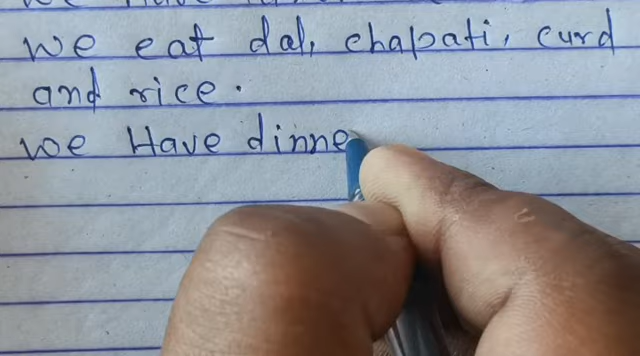 We eat dal, chapati, curd
and rice.
We Have dinne